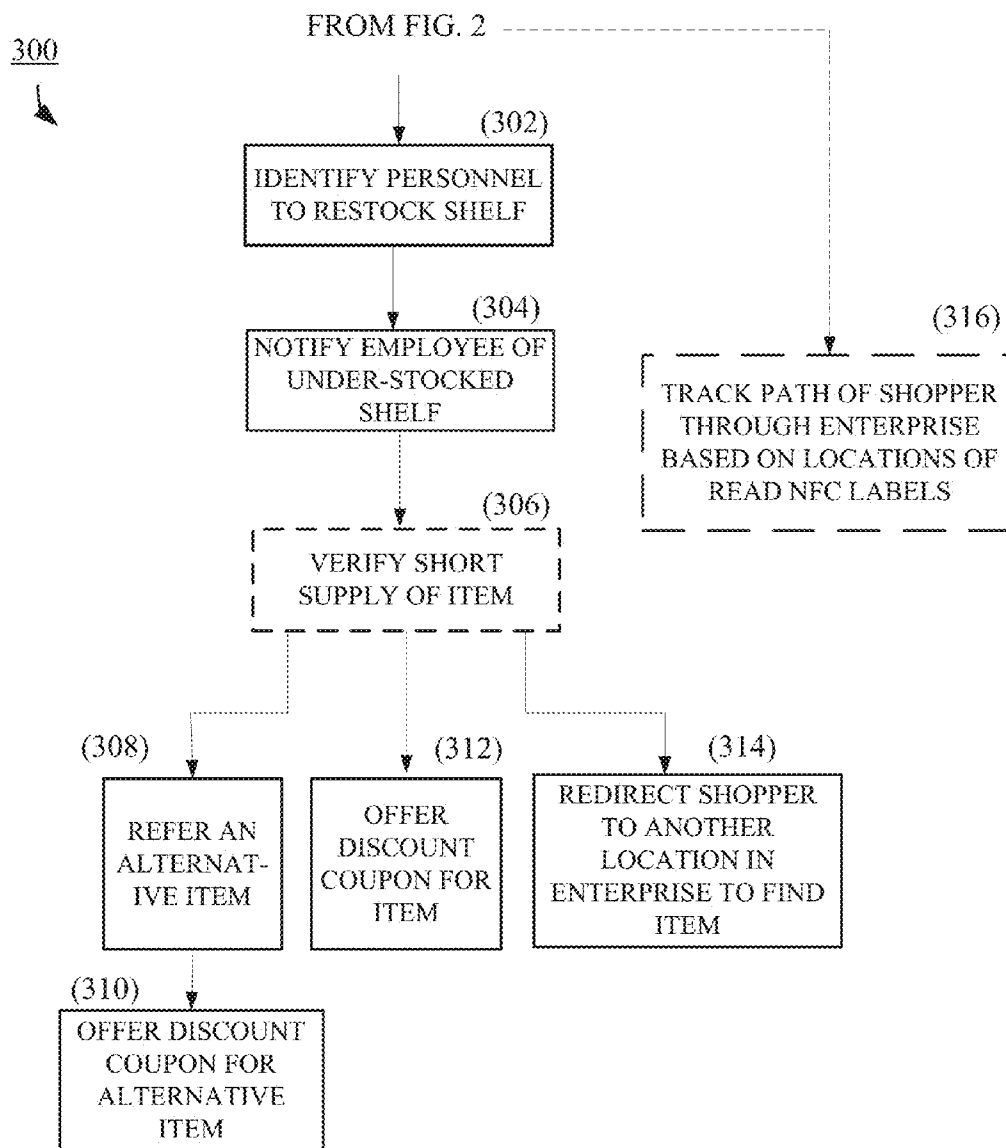 FROM FIG. 2
300
(302)
IDENTIFY PERSONNEL
TO RESTOCK SHELF
(304)
NOTIFY EMPLOYEE OF
UNDER-STOCKED
SHELF
(316)
TRACK PATH OF SHOPPER
THROUGH ENTERPRISE
BASED ON LOCATIONS OF
READ NFC LABELS
(306)
VERIFY SHORT
SUPPLY OF ITEM
(308)
REFER AN
ALTERNAT-
IVE ITEM
(312)
OFFER
DISCOUNT
COUPON FOR
ITEM
(314)
REDIRECT SHOPPER
TO ANOTHER
LOCATION IN
ENTERPRISE TO FIND
ITEM
(310)
OFFER DISCOUNT
COUPON FOR
ALTERNATIVE
ITEM